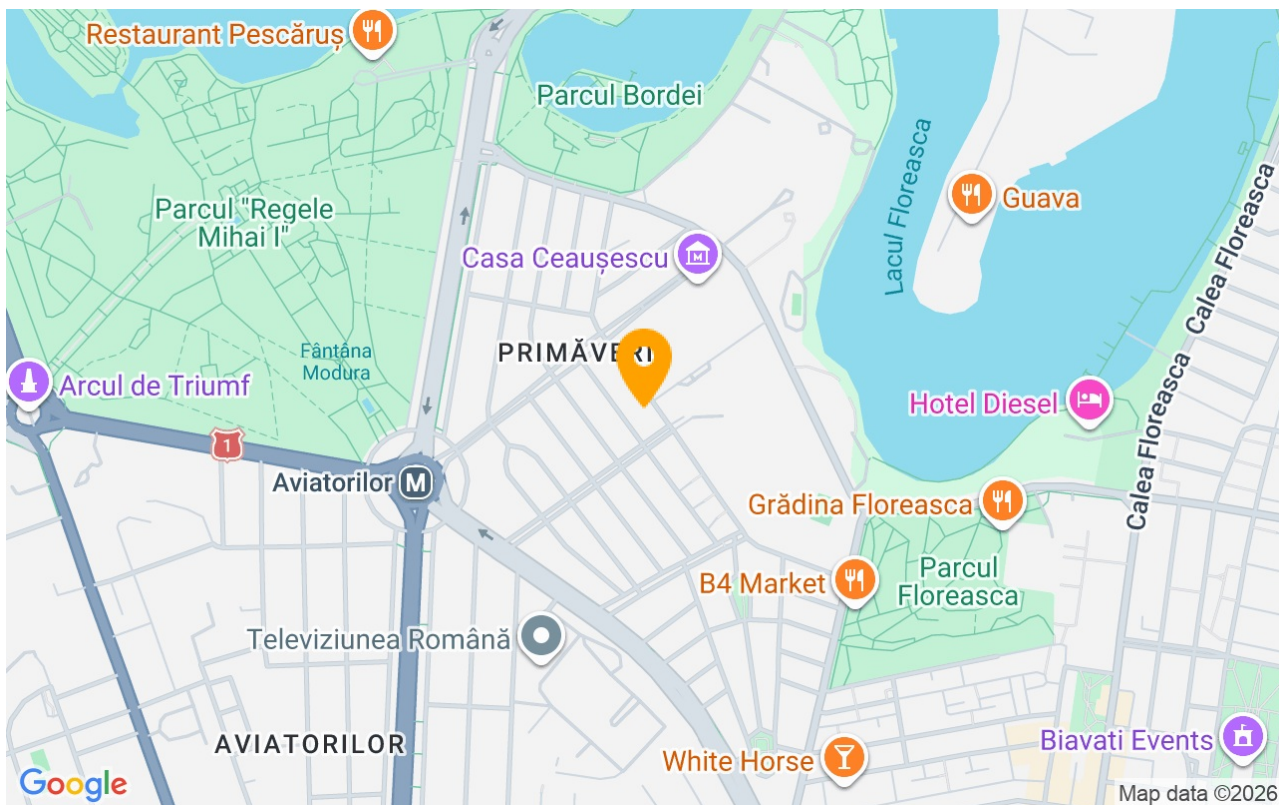 Restaurant Pescăruș
Parcul Bordei
Lacul Floreasca
Guava
Calea Floreasca
Parcul "Regele
Mihai I"
Casa Ceaușescu
Fântâna
Modura
PRIMĂVERI
Arcul de Triumf
1
Hotel Diesel
Calea Floreasca
Aviatorilor
M
Grădina Floreasca
B4 Market
Parcul
Floreasca
Televiziunea Română
AVIATORILOR
White Horse
Biavati Events
Google
Map data ©2026